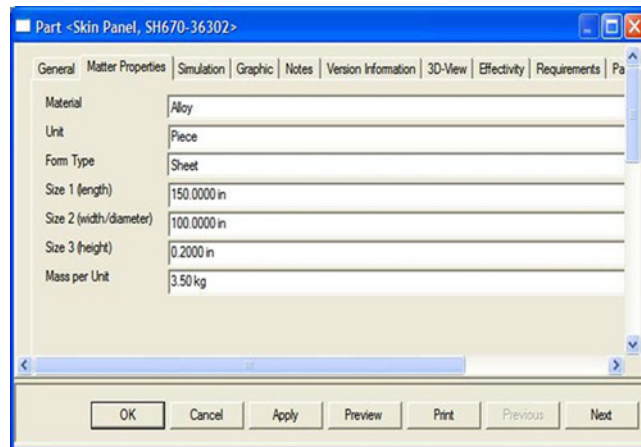 Part <Skin Panel, SH670-36302>
General Matter Properties Simulation Graphic Notes Version Information 3D-View Effectivity Requirements Pa
Material Alloy
Unit Piece
Form Type Sheet
Size 1 (length) 150.0000 in
Size 2 (width/diameter) 100.0000 in
Size 3 (height) 0.2000 in
Mass per Unit 3.50 kg
OK Cancel Apply Preview Print Previous Next